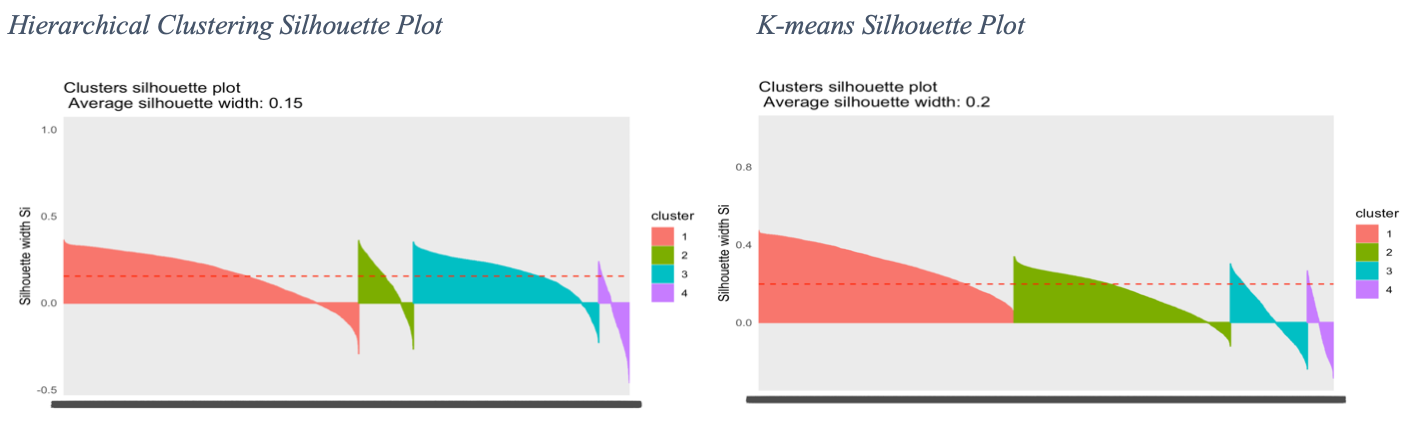 Hierarchical Clustering Silhouette Plot
Clusters silhouette plot
Average silhouette width: 0.15
1.0
0.5
0.0
-0.5
Silhouette width Si
cluster
1
2
3
4
K-means Silhouette Plot
Clusters silhouette plot
Average silhouette width: 0.2
0.8
0.4
0.0
Silhouette width Si
cluster
1
2
3
4